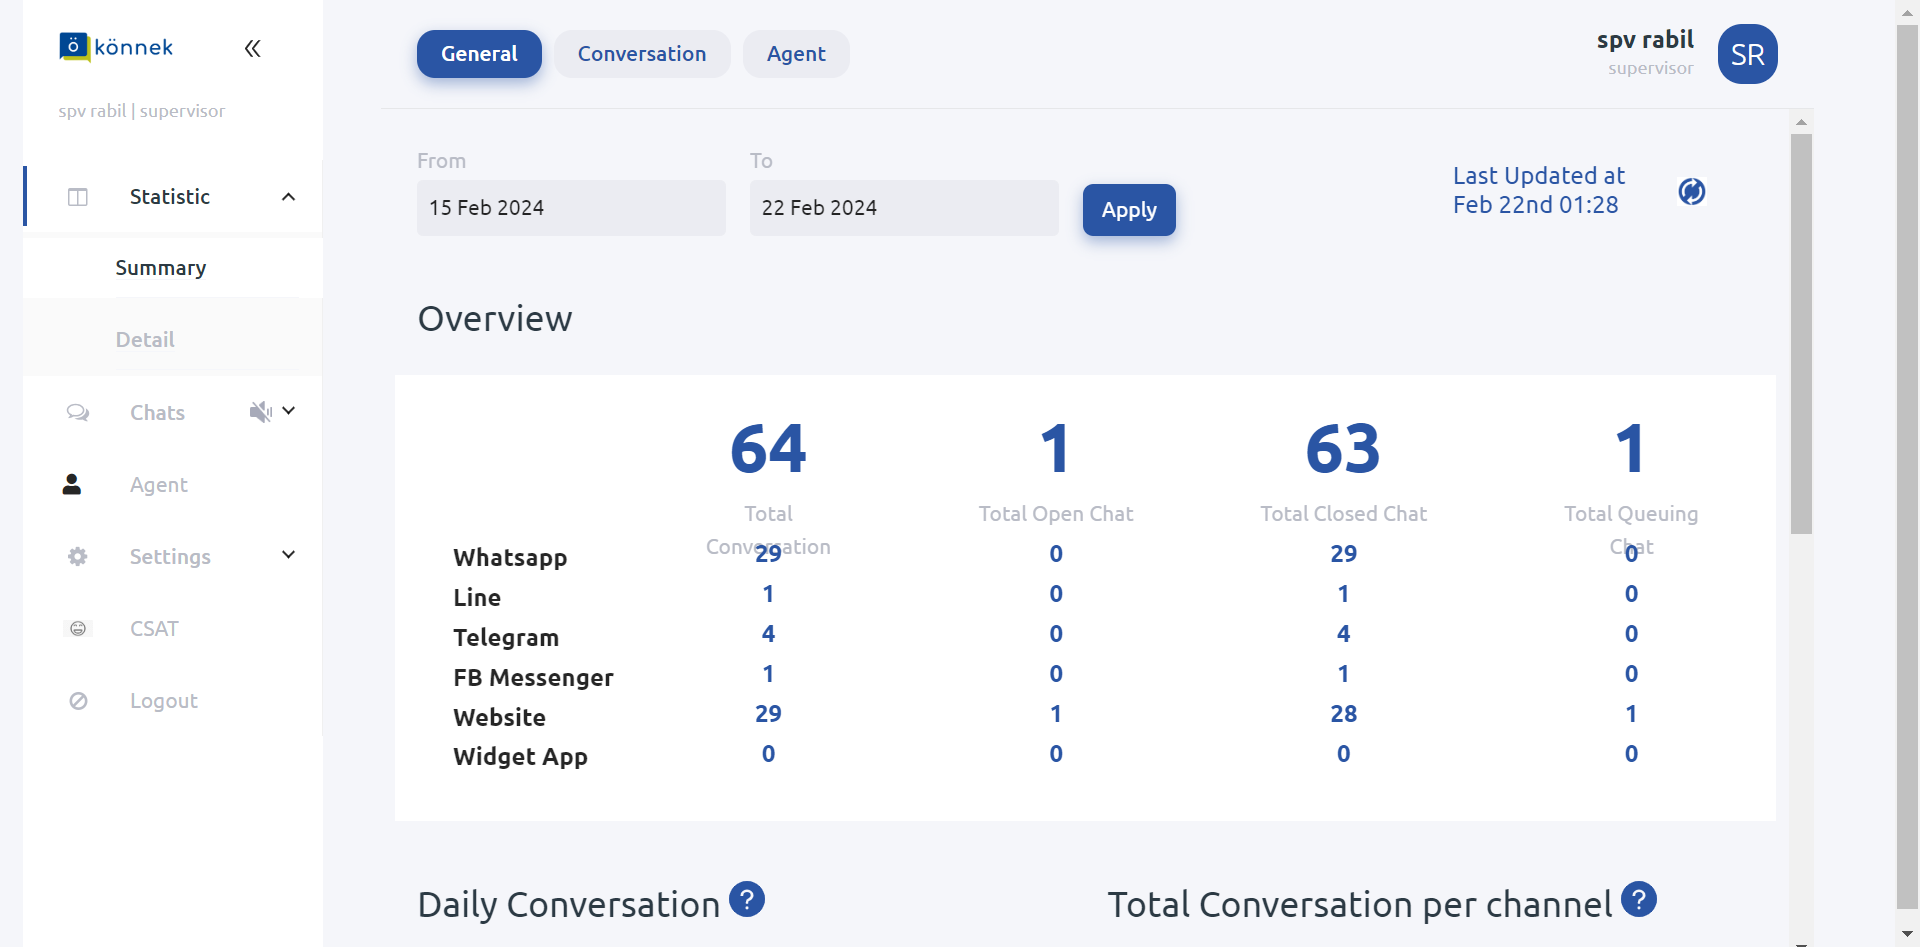 könnek
spv rabil | supervisor
Statistic
Summary
Detail
Chats
Agent
Settings
CSAT
Logout
General Conversation Agent
spv rabil
supervisor
SR
From To
15 Feb 2024 22 Feb 2024 Apply
Last Updated at
Feb 22nd 01:28
Overview
64 1 63 1
Total Conversation Total Open Chat Total Closed Chat Total Queuing Chat
Whatsapp 29 0 29 0
Line 1 0 1 0
Telegram 4 0 4 0
FB Messenger 1 0 1 0
Website 29 1 28 1
Widget App 0 0 0 0
Daily Conversation ? Total Conversation per channel ?